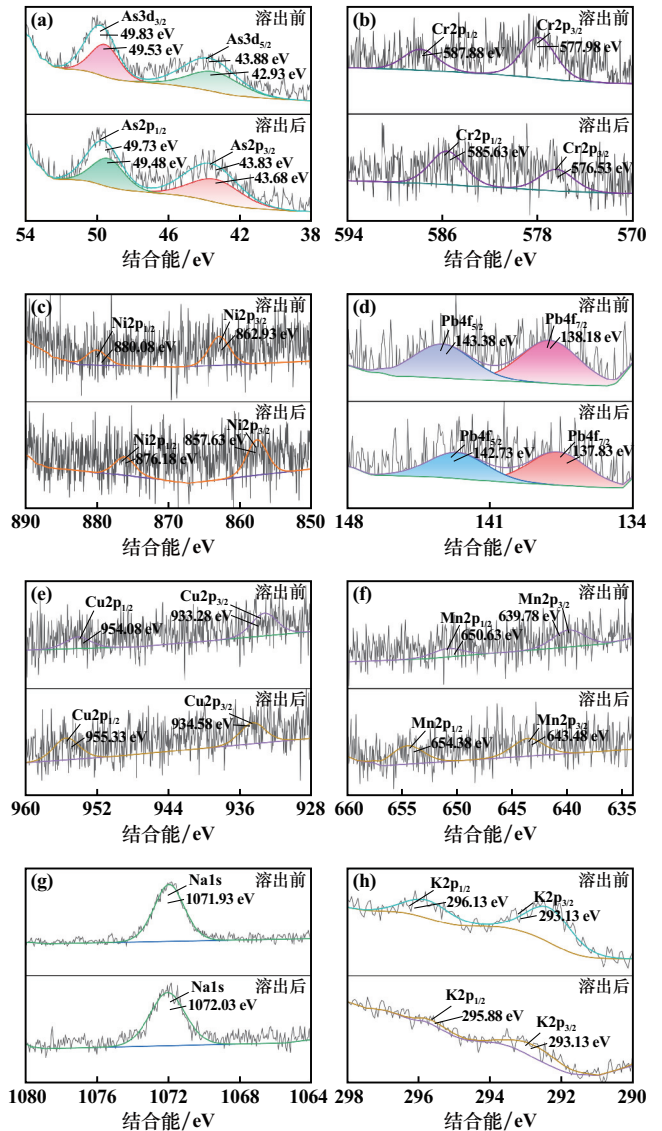 (a) As3d3/2 溶出前
49.83 eV As3d5/2
49.53 eV 43.88 eV
42.93 eV
As2p1/2 溶出后
49.73 eV As2p3/2
49.48 eV 43.83 eV
43.68 eV
54 50 46 42 38
结合能/eV
(b) 溶出前
Cr2p1/2 Cr2p3/2
587.88 eV 577.98 eV
溶出后
Cr2p1/2
585.63 eV Cr2p3/2
576.53 eV
594 586 578 570
结合能/eV
(c) 溶出前
Ni2p1/2 Ni2p3/2
880.08 eV 862.93 eV
溶出后
Ni2p1/2 Ni2p3/2
876.18 eV 857.63 eV
890 880 870 860 850
结合能/eV
(d) 溶出前
Pb4f5/2 Pb4f7/2
143.38 eV 138.18 eV
溶出后
Pb4f5/2 Pb4f7/2
142.73 eV 137.83 eV
148 141 134
结合能/eV
(e) 溶出前
Cu2p1/2 Cu2p3/2
954.08 eV 933.28 eV
溶出后
Cu2p1/2 Cu2p3/2
955.33 eV 934.58 eV
960 952 944 936 928
结合能/eV
(f) 溶出前
Mn2p1/2 Mn2p3/2
650.63 eV 639.78 eV
溶出后
Mn2p1/2 Mn2p3/2
654.38 eV 643.48 eV
660 655 650 645 640 635
结合能/eV
(g) 溶出前
Na1s
1071.93 eV
溶出后
Na1s
1072.03 eV
1080 1076 1072 1068 1064
结合能/eV
(h) 溶出前
K2p1/2 K2p3/2
296.13 eV 293.13 eV
溶出后
K2p1/2 K2p3/2
295.88 eV 293.13 eV
298 296 294 292 290
结合能/eV